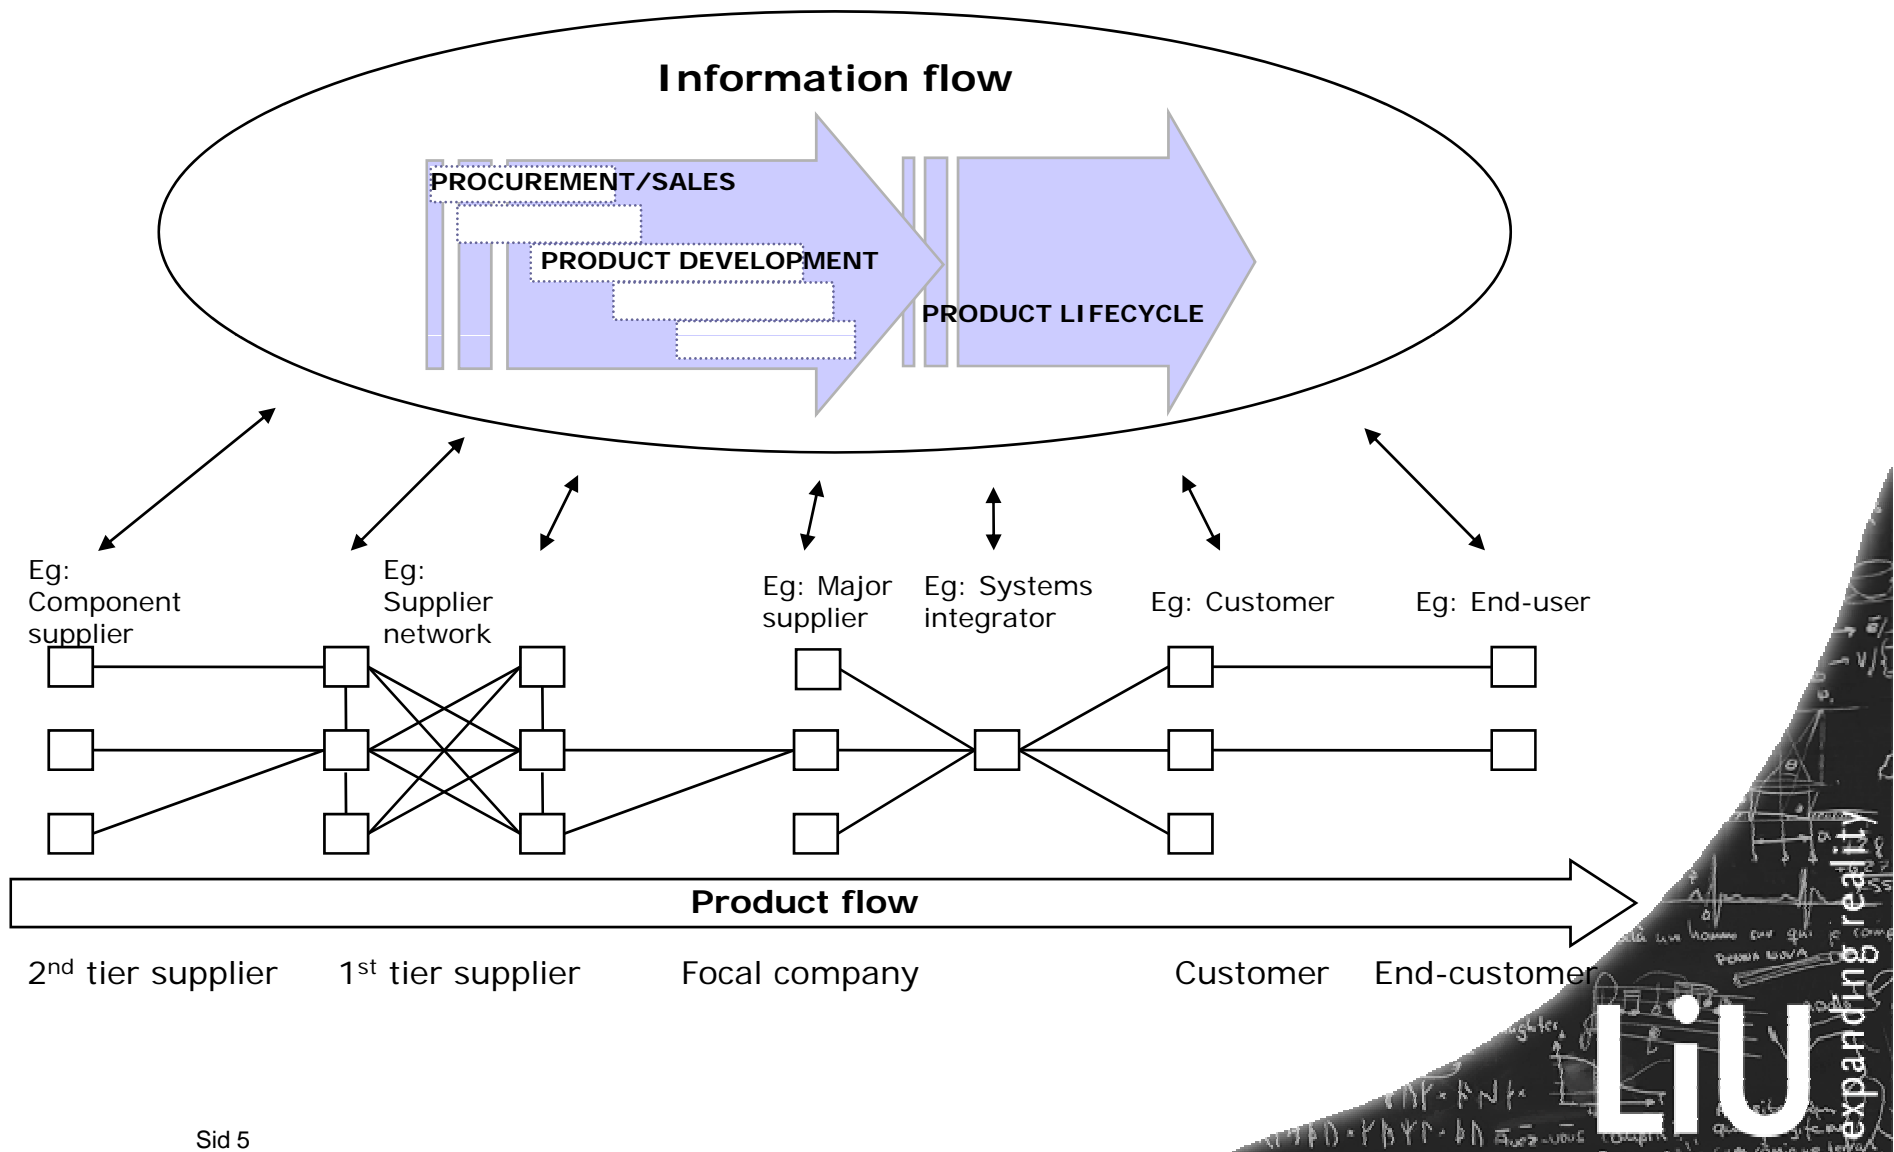 Information flow
PROCUREMENT/SALES
PRODUCT DEVELOPMENT
PRODUCT LIFECYCLE
Eg:
Component
supplier
Eg:
Supplier
network
Eg: Major
supplier
Eg: Systems
integrator
Eg: Customer
Eg: End-user
Product flow
2nd tier supplier
1st tier supplier
Focal company
Customer
End-customer
LiU
expanding reality
Sid 5